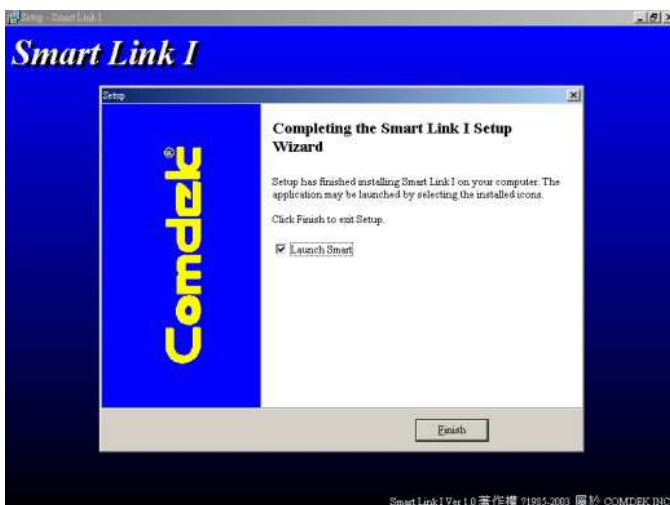 Setup - Smart Link I
Smart Link I
Setup
Comdek®
Completing the Smart Link I Setup
Wizard
Setup has finished installing Smart Link I on your computer. The
application may be launched by selecting the installed icons.
Click Finish to exit Setup.
Launch Smart
Finish
Smart Link I Ver 1.0 著作權 ?1985-2003 屬於 COMDEK INC